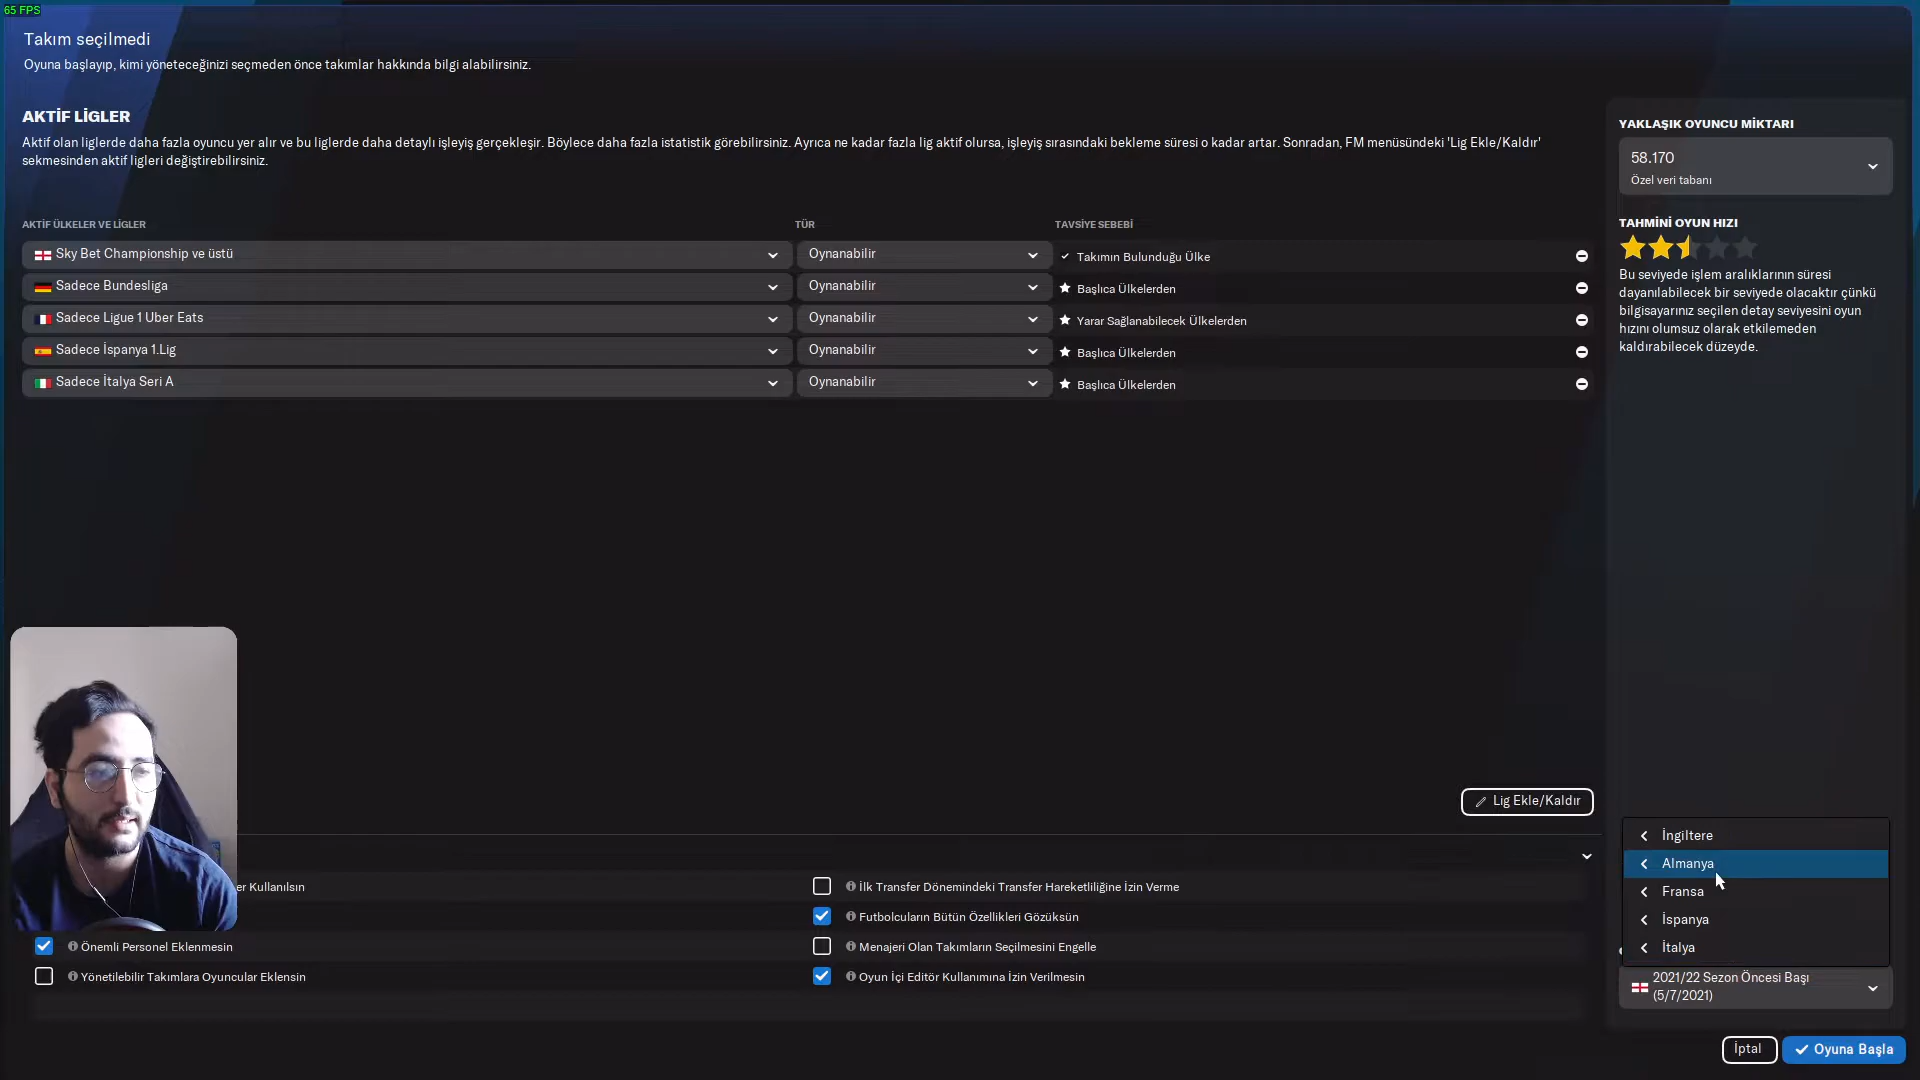 65 FPS
Takım seçilmedi
Oyuna başlayıp, kimi yöneteceğinizi seçmeden önce takımlar hakkında bilgi alabilirsiniz.
AKTİF LİGLER
Aktif olan liglerde daha fazla oyuncu yer alır ve bu liglerde daha detaylı işleyiş gerçekleşir. Böylece daha fazla istatistik görebilirsiniz. Ayrıca ne kadar fazla lig aktif olursa, işleyiş sırasındaki bekleme süresi o kadar artar. Sonradan, FM menüsündeki 'Lig Ekle/Kaldır'
sekmesinden aktif ligleri değiştirebilirsiniz.
AKTİF ÜLKELER VE LİGLER TÜR TAVSİYE SEBEBİ
Sky Bet Championship ve üstü Oynanabilir Takımın Bulunduğu Ülke
Sadece Bundesliga Oynanabilir Başlıca Ülkelerden
Sadece Ligue 1 Uber Eats Oynanabilir Yarar Sağlanabilecek Ülkelerden
Sadece İspanya 1.Lig Oynanabilir Başlıca Ülkelerden
Sadece İtalya Seri A Oynanabilir Başlıca Ülkelerden
Lig Ekle/Kaldır
er Kullanılsın İlk Transfer Dönemindeki Transfer Hareketliliğine İzin Verme
Futbolcuların Bütün Özellikleri Gözüksün
Önemli Personel Eklenmesin Menajeri Olan Takımların Seçilmesini Engelle
Yönetilebilir Takımlara Oyuncular Eklensin Oyun İçi Editör Kullanımına İzin Verilmesin
YAKLAŞIK OYUNCU MİKTARI
58.170
Özel veri tabanı
TAHMİNİ OYUN HIZI
Bu seviyede işlem aralıklarının süresi
dayanılabilecek bir seviyede olacaktır çünkü
bilgisayarınız seçilen detay seviyesini oyun
hızını olumsuz olarak etkilemeden
kaldırabilecek düzeyde.
İngiltere
Almanya
Fransa
İspanya
İtalya
2021/22 Sezon Öncesi Başı
(5/7/2021)
İptal Oyuna Başla